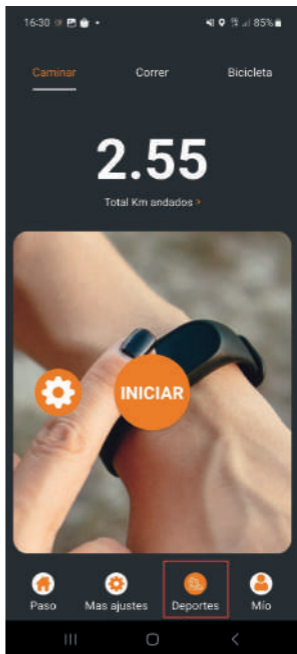 16:30
85%
Caminar Correr Bicicleta
2.55
Total Km andados >
INICIAR
Paso Mas ajustes Deportes Mío